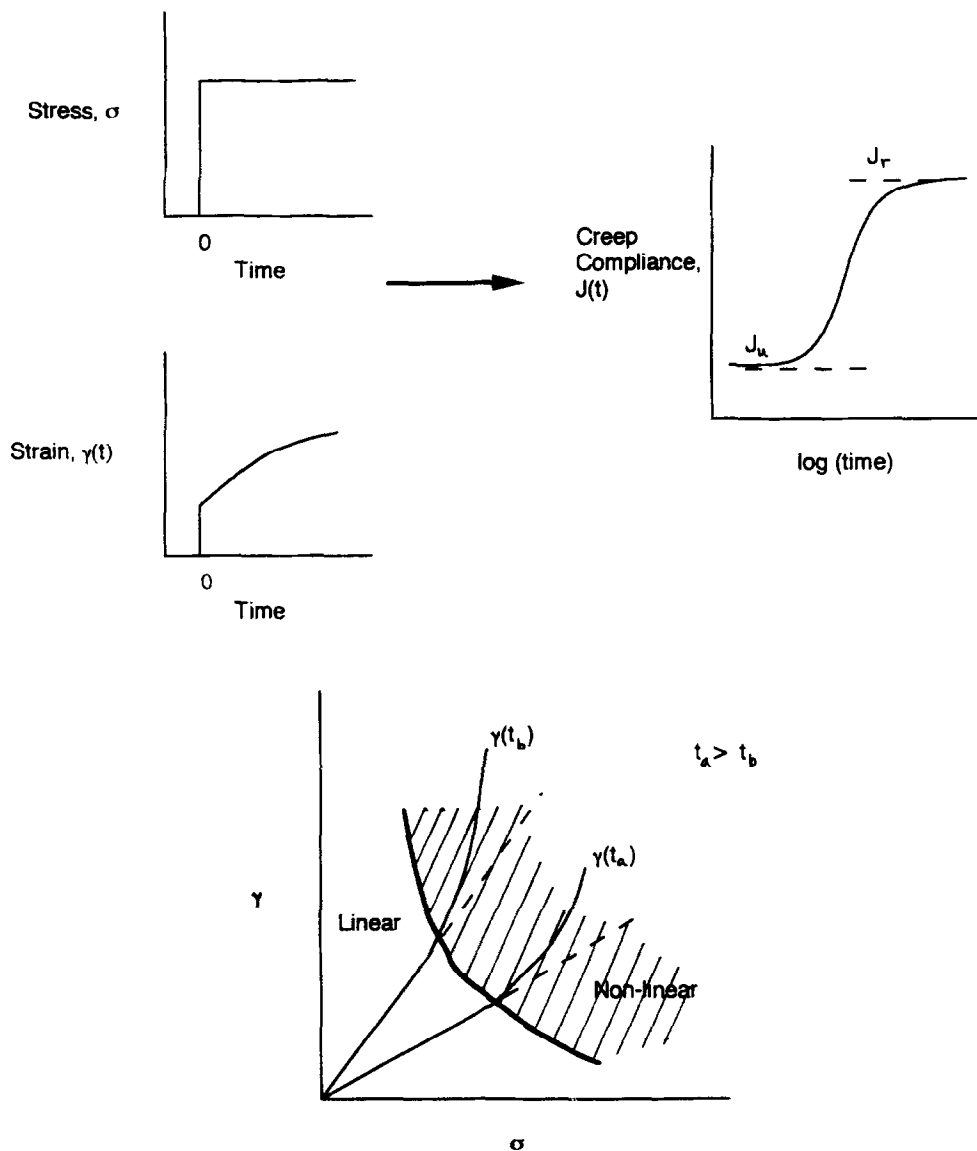 Stress, σ
0
Time
Creep
Compliance,
J(t)
J_r
J_u
log (time)
Strain, γ(t)
0
Time
γ(t_b)
t_a > t_b
γ(t_a)
γ
Linear
Non-linear
σ